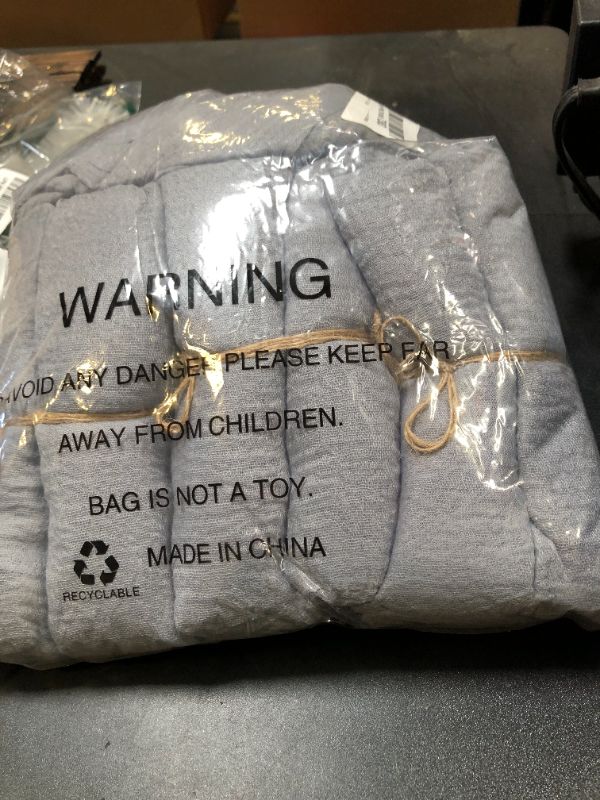 WARNING
AVOID ANY DANGER PLEASE KEEP FAR
AWAY FROM CHILDREN.
BAG IS NOT A TOY.
MADE IN CHINA
RECYCLABLE